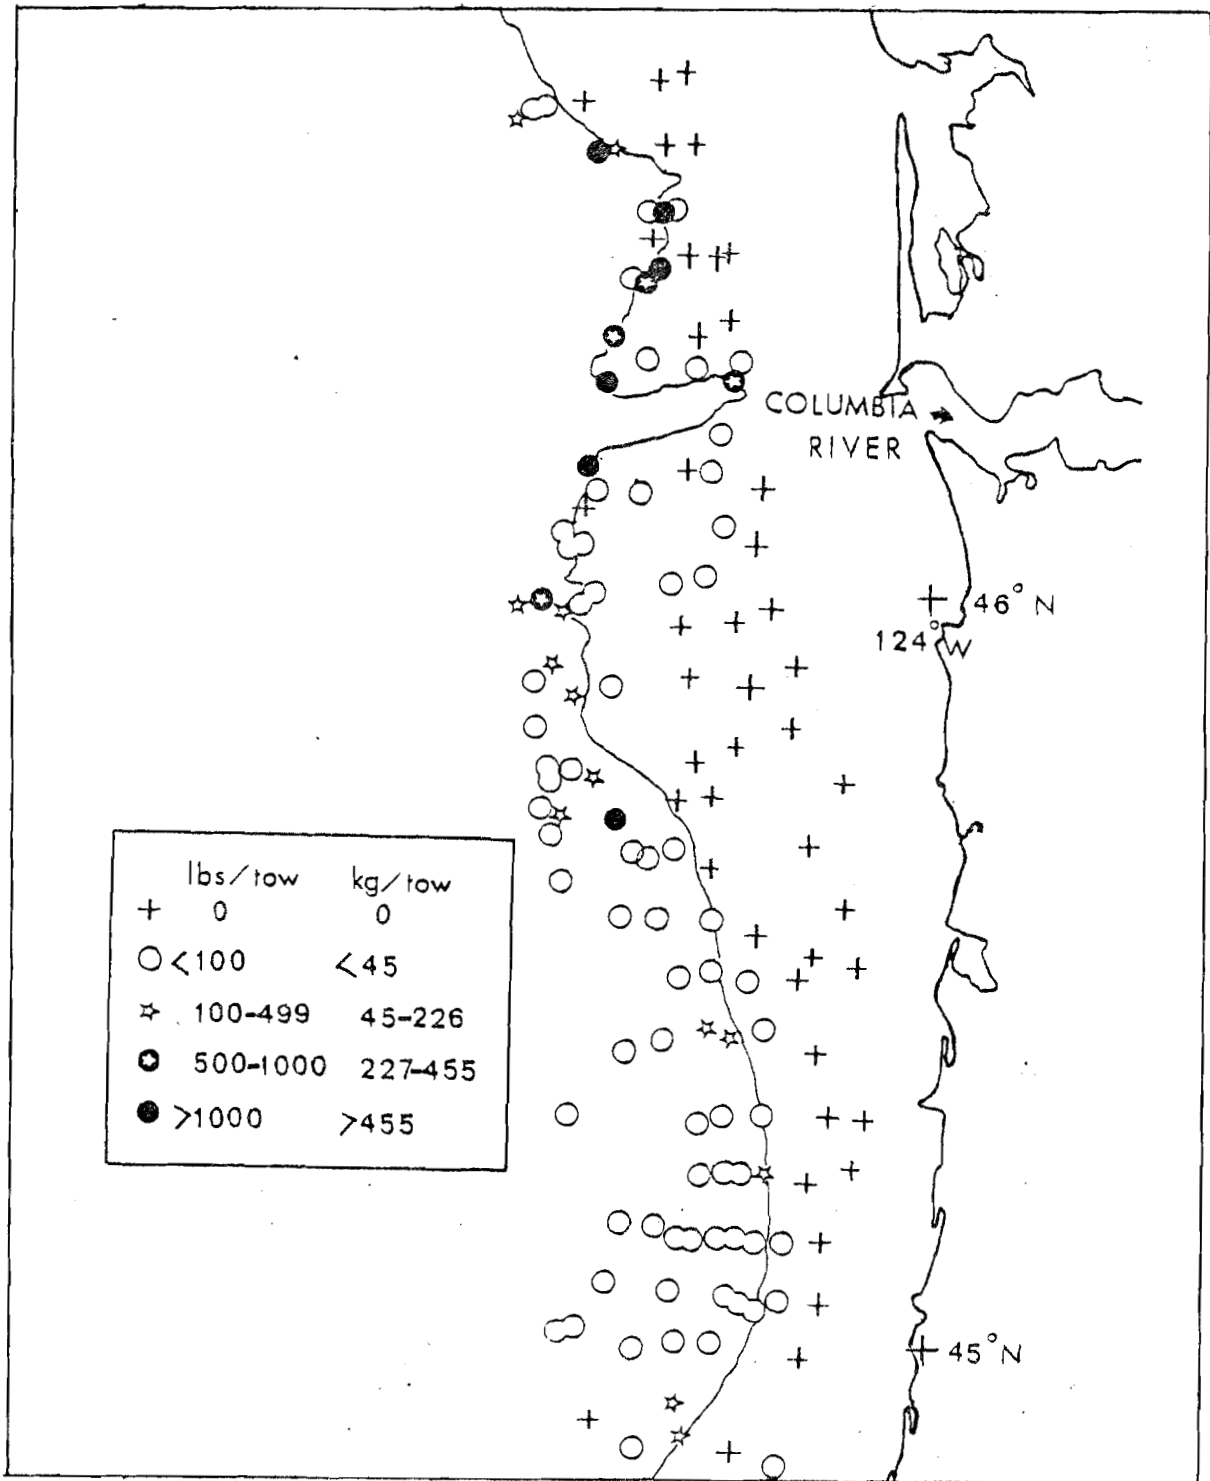 COLUMBIA
RIVER
46° N
124° W
lbs/tow kg/tow
+ 0 0
○ <100 <45
☆ 100-499 45-226
✪ 500-1000 227-455
● >1000 >455
45° N